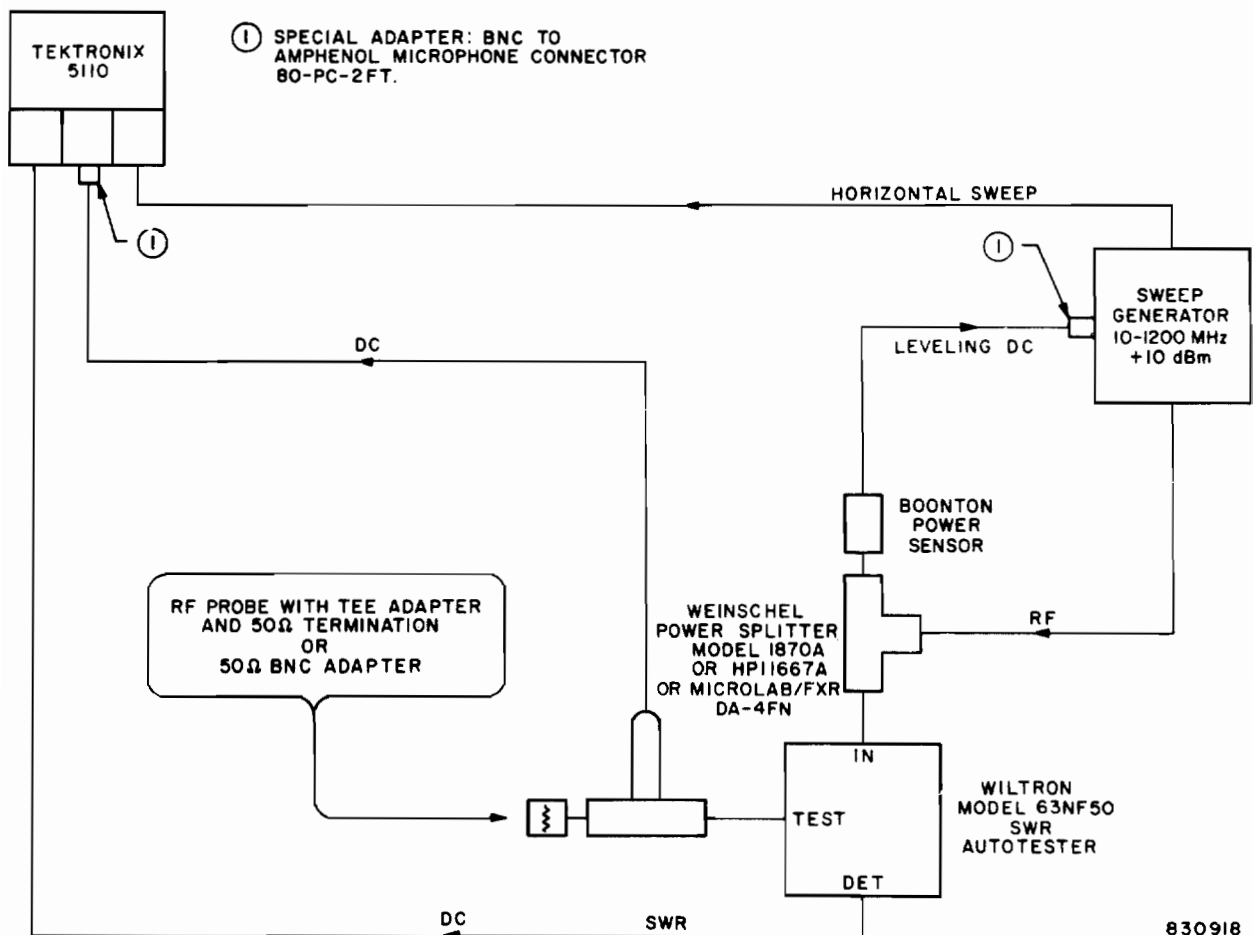 TEKTRONIX
5110
1 SPECIAL ADAPTER: BNC TO
AMPHENOL MICROPHONE CONNECTOR
80-PC-2FT.
HORIZONTAL SWEEP
1
1
SWEEP
GENERATOR
10-1200 MHz
+10 dBm
DC
LEVELING DC
BOONTON
POWER
SENSOR
RF PROBE WITH TEE ADAPTER
AND 50Ω TERMINATION
OR
50Ω BNC ADAPTER
WEINSCHEL
POWER SPLITTER
MODEL 1870A
OR HP11667A
OR MICROLAB/FXR
DA-4FN
RF
IN
TEST
DET
WILTRON
MODEL 63NF50
SWR
AUTOTESTER
DC
SWR
830918